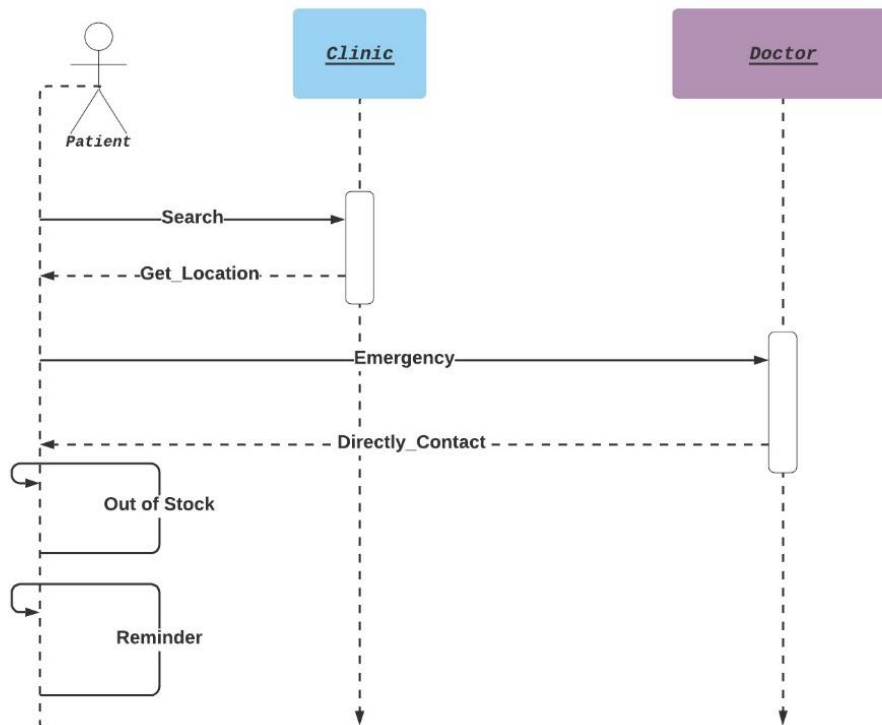 Clinic
Doctor
Patient
Search
Get_Location
Emergency
Directly_Contact
Out of Stock
Reminder